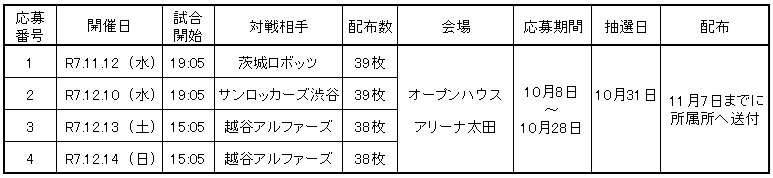 応募番号 開催日 試合開始 対戦相手 配布数 会場 応募期間 抽選日 配布
1 R7.11.12（水） 19:05 茨城ロボッツ 39枚
2 R7.12.10（水） 19:05 サンロッカーズ渋谷 39枚
3 R7.12.13（土） 15:05 越谷アルファーズ 38枚
4 R7.12.14（日） 15:05 越谷アルファーズ 38枚
オープンハウス
アリーナ太田
10月8日
～
10月28日
10月31日
11月7日までに
所属所へ送付